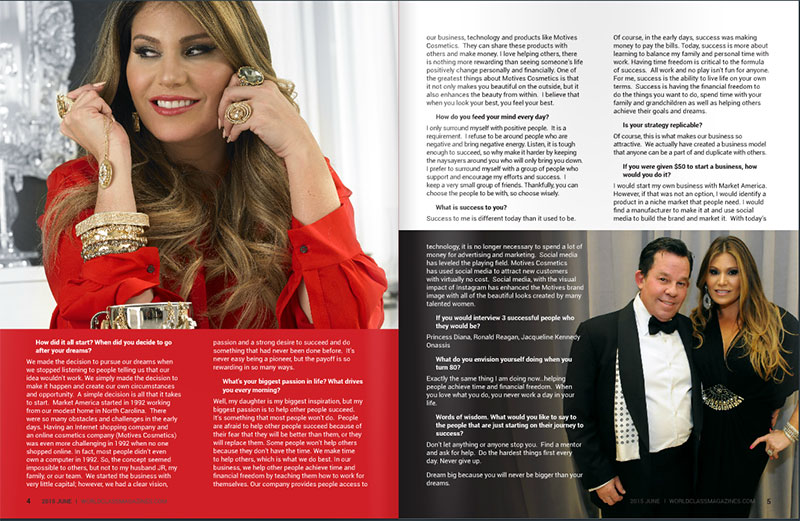 How did it all start? When did you decide to go
after your dreams?
We made the decision to pursue our dreams when
we stopped listening to people telling us that our
idea wouldn't work. We simply made the decision to
make it happen and create our own circumstances
and opportunity. A simple decision is all that it takes
to start. Market America started in 1992 working
from our modest home in North Carolina. There
were so many obstacles and challenges in the early
days. Having an Internet shopping company and
an online cosmetics company (Motives Cosmetics)
was even more challenging in 1992 when no one
shopped online. In fact, most people didn't even
own a computer in 1992. So, the concept seemed
impossible to others, but not to my husband JR, my
family, or our team. We started the business with
very little capital; however, we had a clear vision,
passion and a strong desire to succeed and do
something that had never been done before. It's
never easy being a pioneer, but the payoff is so
rewarding in so many ways.
What's your biggest passion in life? What drives
you every morning?
Well, my daughter is my biggest inspiration, but my
biggest passion is to help other people succeed.
It's something that most people won't do. People
are afraid to help other people succeed because of
their fear that they will be better than them, or they
will replace them. Some people won't help others
because they don't have the time. We make time
to help others, which is what we do best. In our
business, we help other people achieve time and
financial freedom by teaching them how to work for
themselves. Our company provides people access to
4 2015 JUNE | WORLDCLASSMAGAZINES.COM
our business, technology and products like Motives
Cosmetics. They can share these products with
others and make money. I love helping others, there
is nothing more rewarding than seeing someone's life
positively change personally and financially. One of
the greatest things about Motives Cosmetics is that
it not only makes you beautiful on the outside, but it
also enhances the beauty from within. I believe that
when you look your best, you feel your best.
How do you feed your mind every day?
I only surround myself with positive people. It is a
requirement. I refuse to be around people who are
negative and bring negative energy. Listen, it is tough
enough to succeed, so why make it harder by keeping
the naysayers around you who will only bring you down.
I prefer to surround myself with a group of people who
support and encourage my efforts and success. I
keep a very small group of friends. Thankfully, you can
choose the people to be with, so choose wisely.
What is success to you?
Success to me is different today than it used to be.
Of course, in the early days, success was making
money to pay the bills. Today, success is more about
learning to balance my family and personal time with
work. Having time freedom is critical to the formula
of success. All work and no play isn't fun for anyone.
For me, success is the ability to live life on your own
terms. Success is having the financial freedom to
do the things you want to do, spend time with your
family and grandchildren as well as helping others
achieve their goals and dreams.
Is your strategy replicable?
Of course, this is what makes our business so
attractive. We actually have created a business model
that anyone can be a part of and duplicate with others.
If you were given $50 to start a business, how
would you do it?
I would start my own business with Market America.
However, if that was not an option, I would identify a
product in a niche market that people need. I would
find a manufacturer to make it at and use social
media to build the brand and market it. With today's
technology, it is no longer necessary to spend a lot of
money for advertising and marketing. Social media
has leveled the playing field. Motives Cosmetics
has used social media to attract new customers
with virtually no cost. Social media, with the visual
impact of Instagram has enhanced the Motives brand
image with all of the beautiful looks created by many
talented women.
If you would interview 3 successful people who
they would be?
Princess Diana, Ronald Reagan, Jacqueline Kennedy
Onassis
What do you envision yourself doing when you
turn 80?
Exactly the same thing I am doing now...helping
people achieve time and financial freedom. When
you love what you do, you never work a day in your
life.
Words of wisdom. What would you like to say to
the people that are just starting on their journey to
success?
Don't let anything or anyone stop you. Find a mentor
and ask for help. Do the hardest things first every
day. Never give up.
Dream big because you will never be bigger than your
dreams.
2015 JUNE | WORLDCLASSMAGAZINES.COM 5